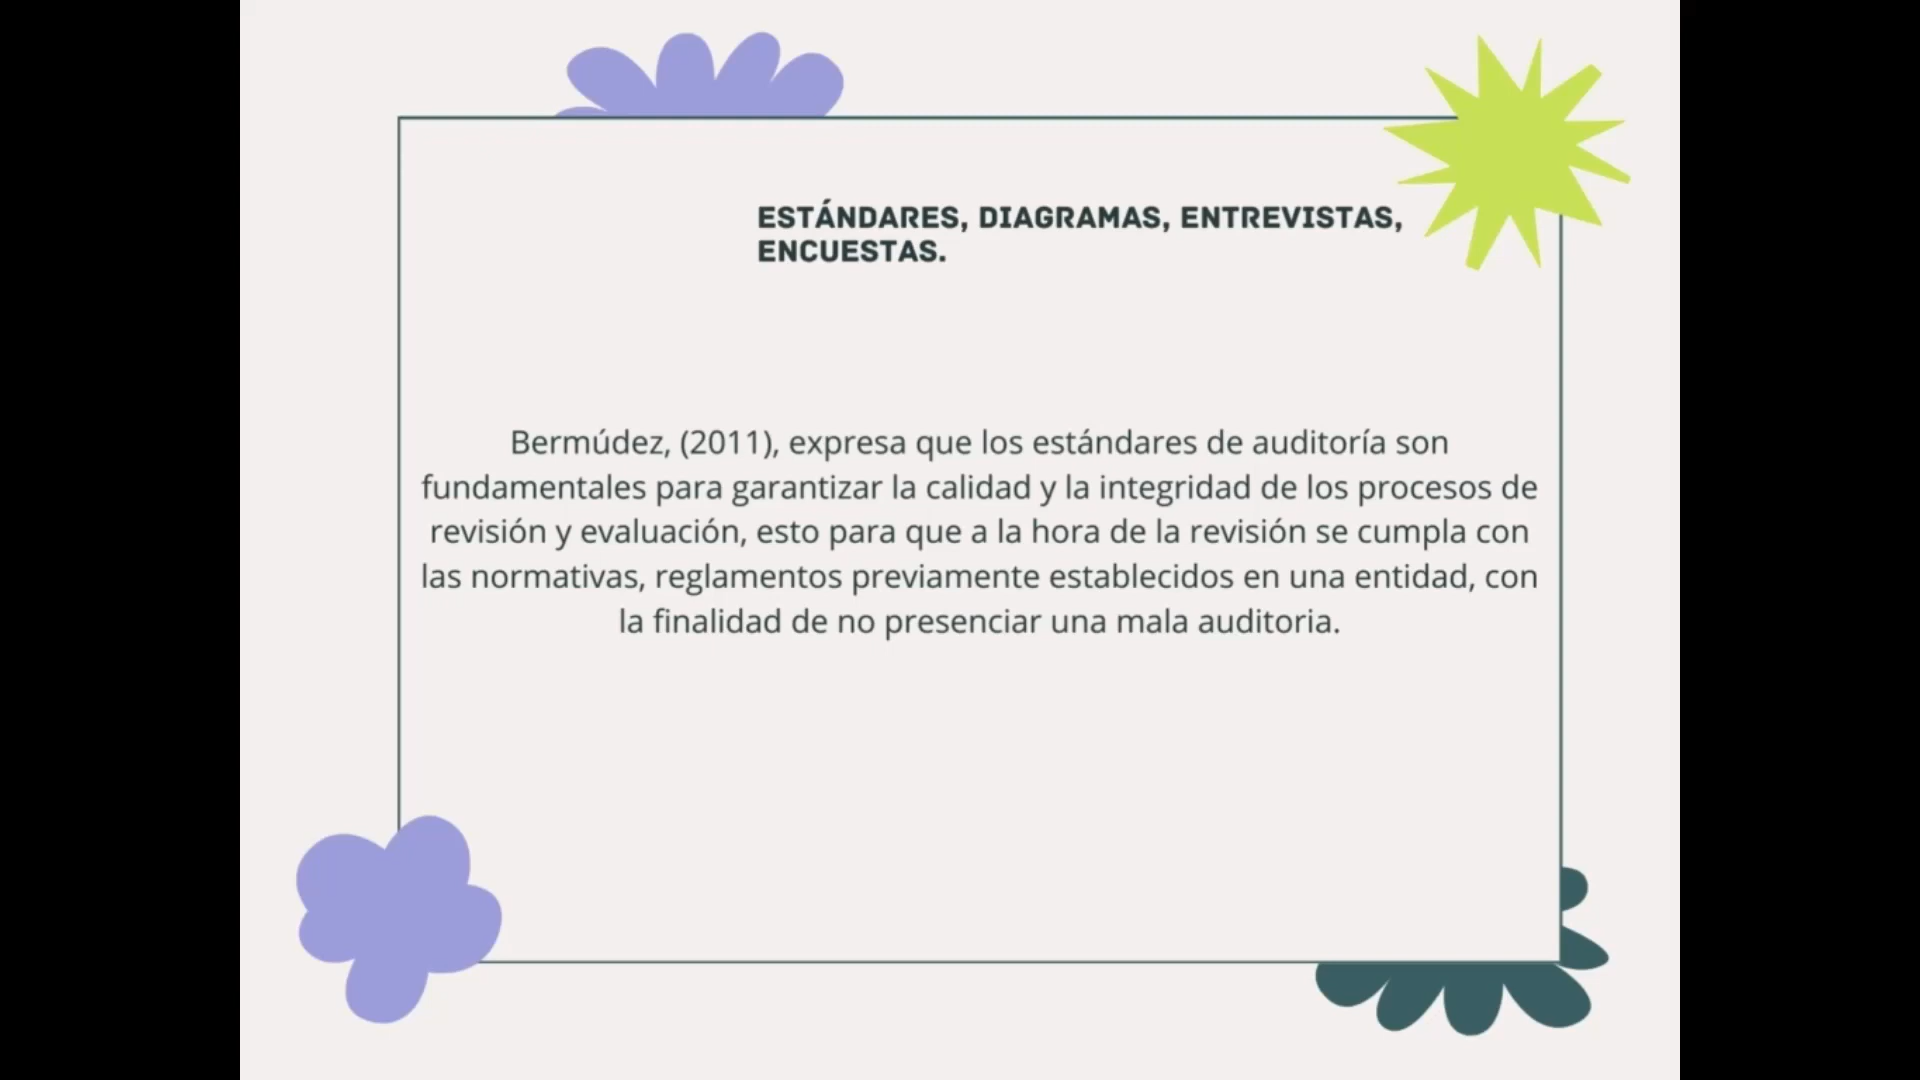 ESTÁNDARES, DIAGRAMAS, ENTREVISTAS,
ENCUESTAS.
Bermúdez, (2011), expresa que los estándares de auditoría son
fundamentales para garantizar la calidad y la integridad de los procesos de
revisión y evaluación, esto para que a la hora de la revisión se cumpla con
las normativas, reglamentos previamente establecidos en una entidad, con
la finalidad de no presenciar una mala auditoria.